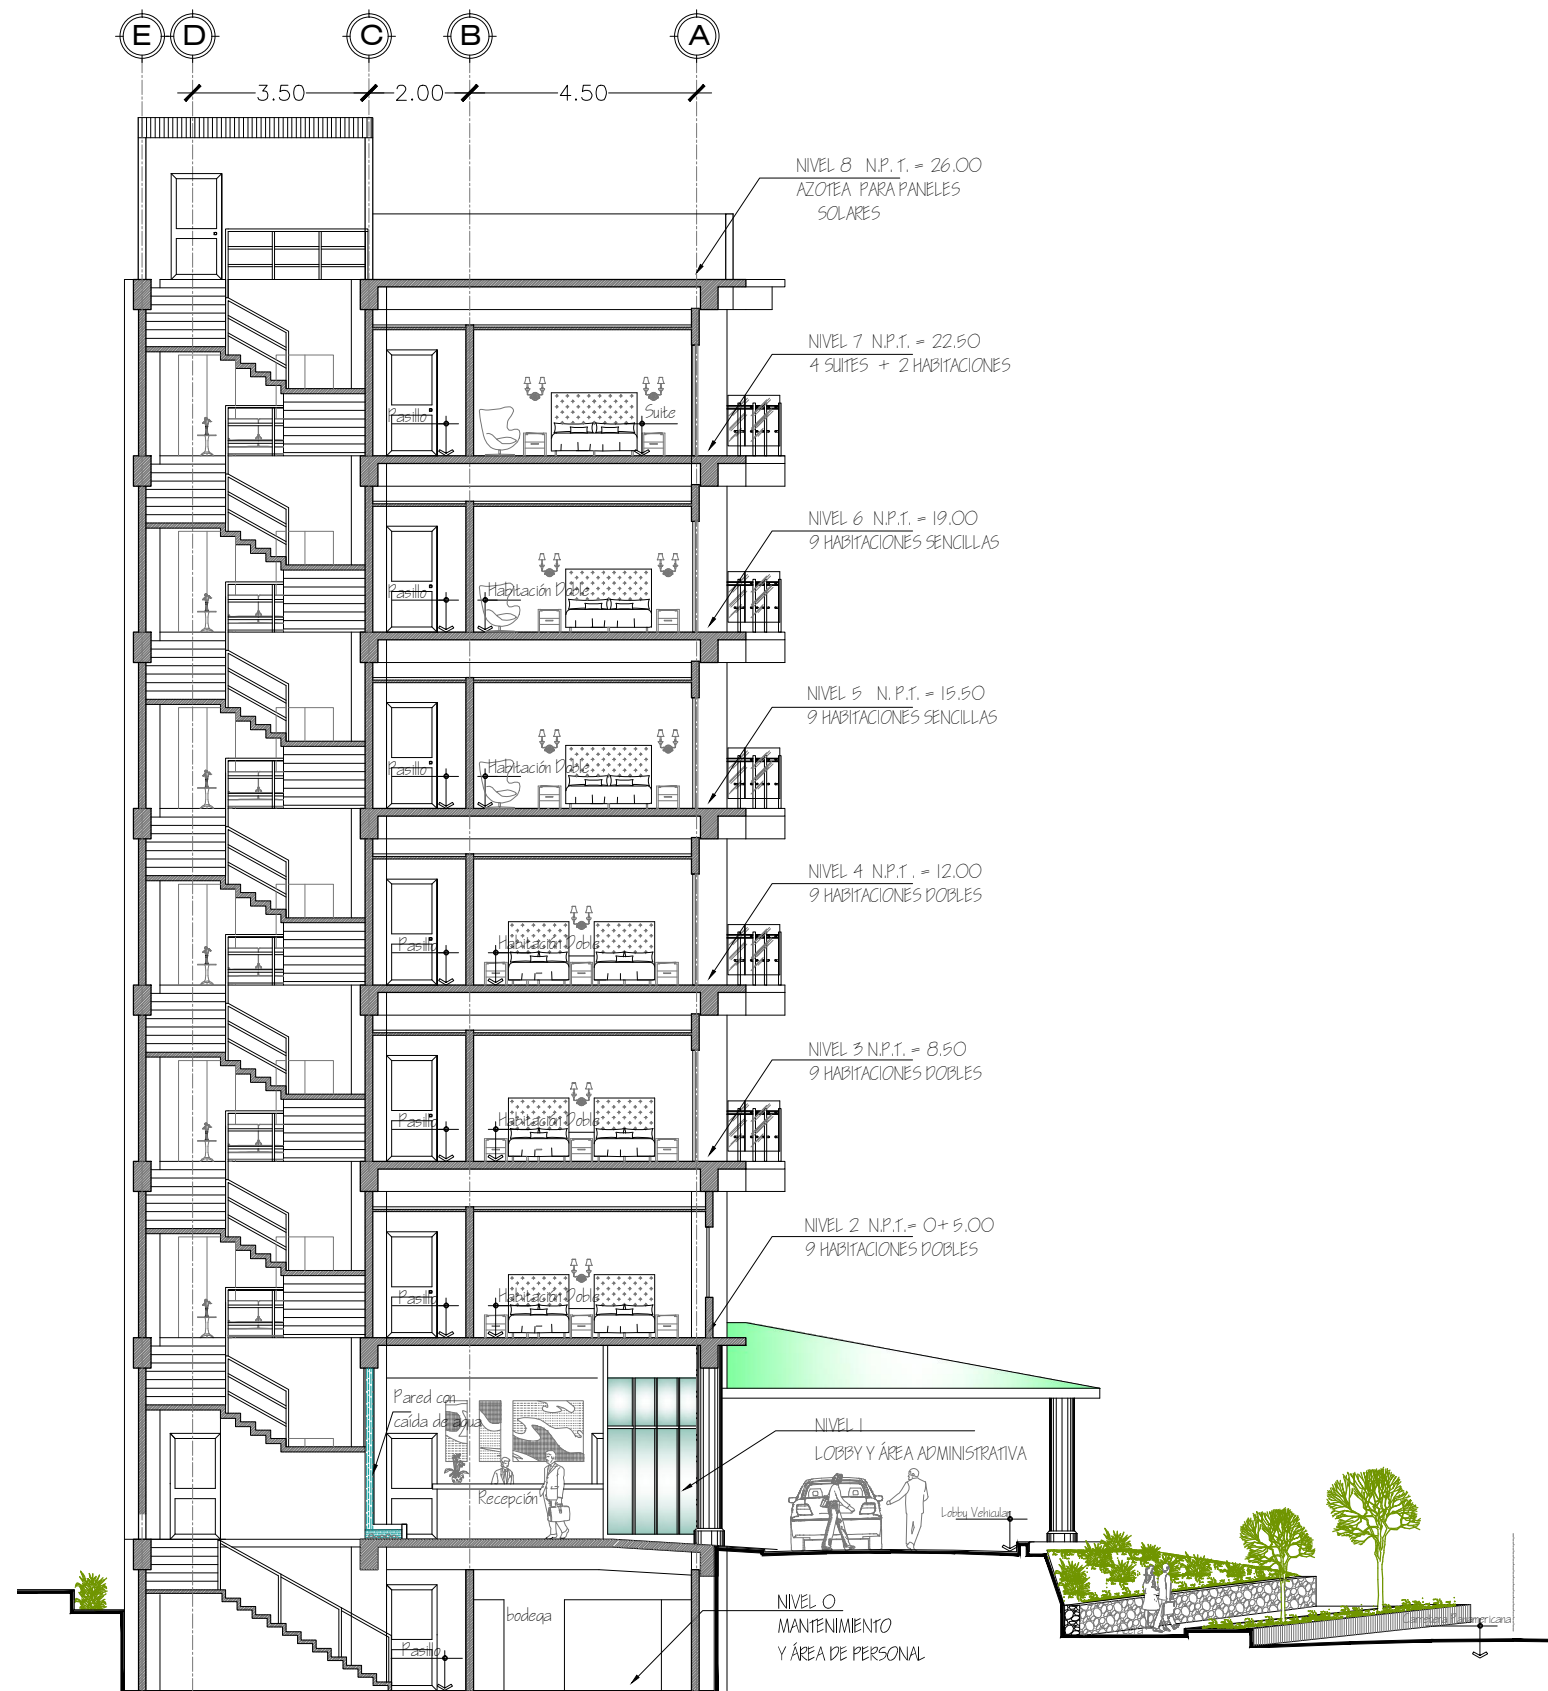 E D C B A
3.50 2.00 4.50
NIVEL 8 N.P.T. = 26.00
AZOTEA PARA PANELES
SOLARES
NIVEL 7 N.P.T. = 22.50
4 SUITES + 2 HABITACIONES
Pasillo Suite
NIVEL 6 N.P.T. = 19.00
9 HABITACIONES SENCILLAS
Pasillo Habitación Doble
NIVEL 5 N.P.T. = 15.50
9 HABITACIONES SENCILLAS
Pasillo Habitación Doble
NIVEL 4 N.P.T. = 12.00
9 HABITACIONES DOBLES
Pasillo Habitación Doble
NIVEL 3 N.P.T. = 8.50
9 HABITACIONES DOBLES
Pasillo Habitación Doble
NIVEL 2 N.P.T.= 0+5.00
9 HABITACIONES DOBLES
Pasillo Habitación Doble
Pared con
caída de agua
NIVEL 1
LOBBY Y ÁREA ADMINISTRATIVA
Recepción
Lobby Vehicular
NIVEL 0
MANTENIMIENTO
Y ÁREA DE PERSONAL
bodega
Pasillo
Carretera Panamericana